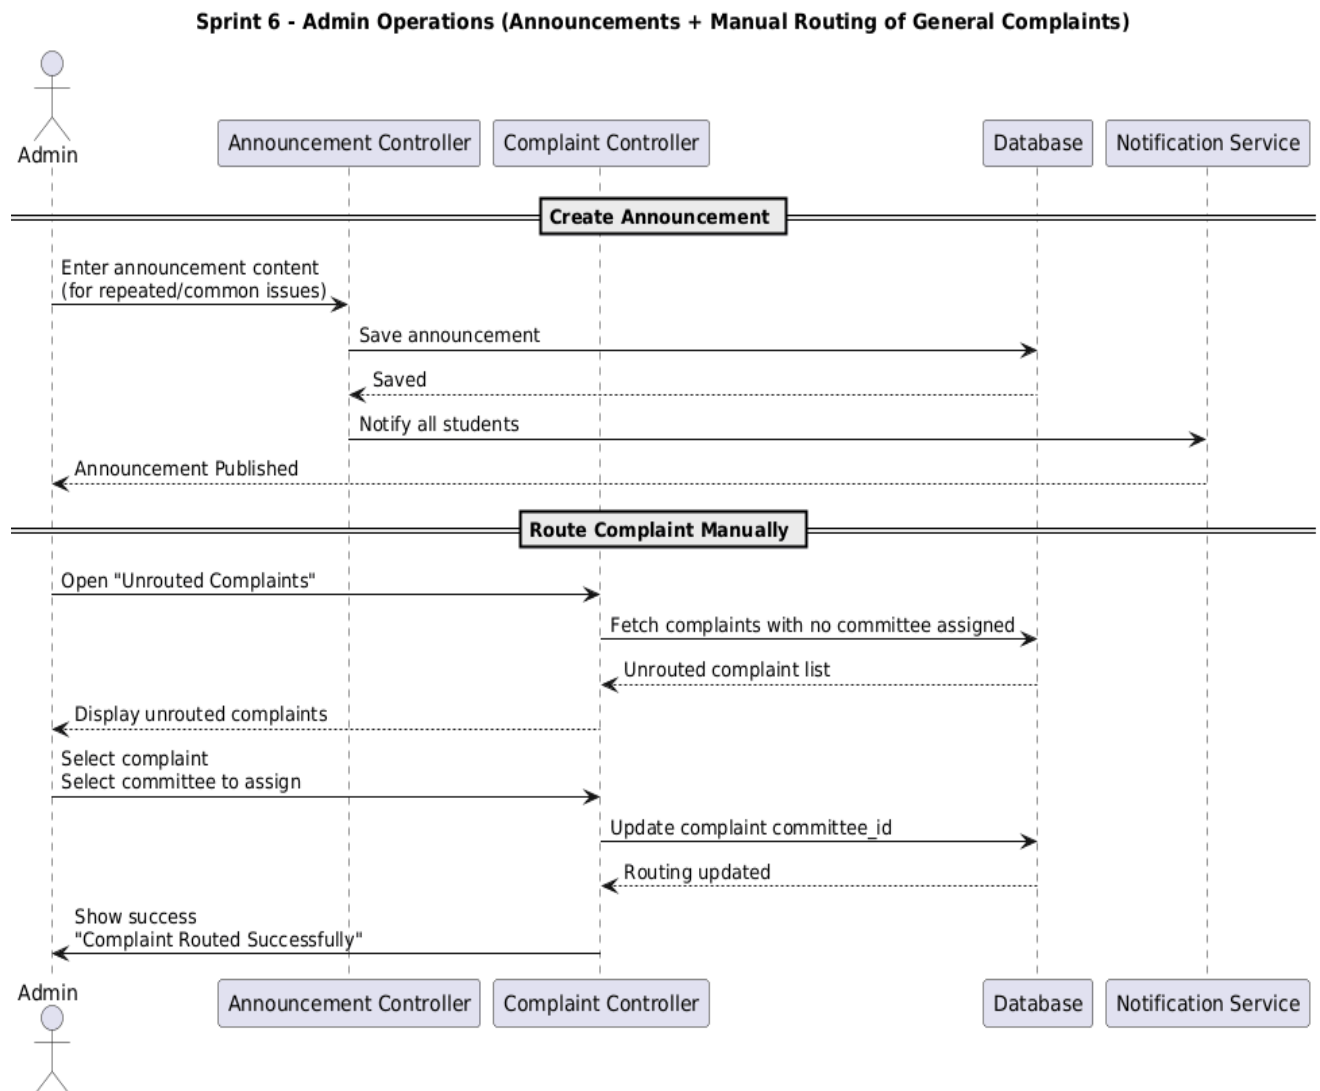 Sprint 6 - Admin Operations (Announcements + Manual Routing of General Complaints)
Admin
Announcement Controller
Complaint Controller
Database
Notification Service
Create Announcement
Enter announcement content
(for repeated/common issues)
Save announcement
Saved
Notify all students
Announcement Published
Route Complaint Manually
Open "Unrouted Complaints"
Fetch complaints with no committee assigned
Unrouted complaint list
Display unrouted complaints
Select complaint
Select committee to assign
Update complaint committee_id
Routing updated
Show success
"Complaint Routed Successfully"
Admin
Announcement Controller
Complaint Controller
Database
Notification Service